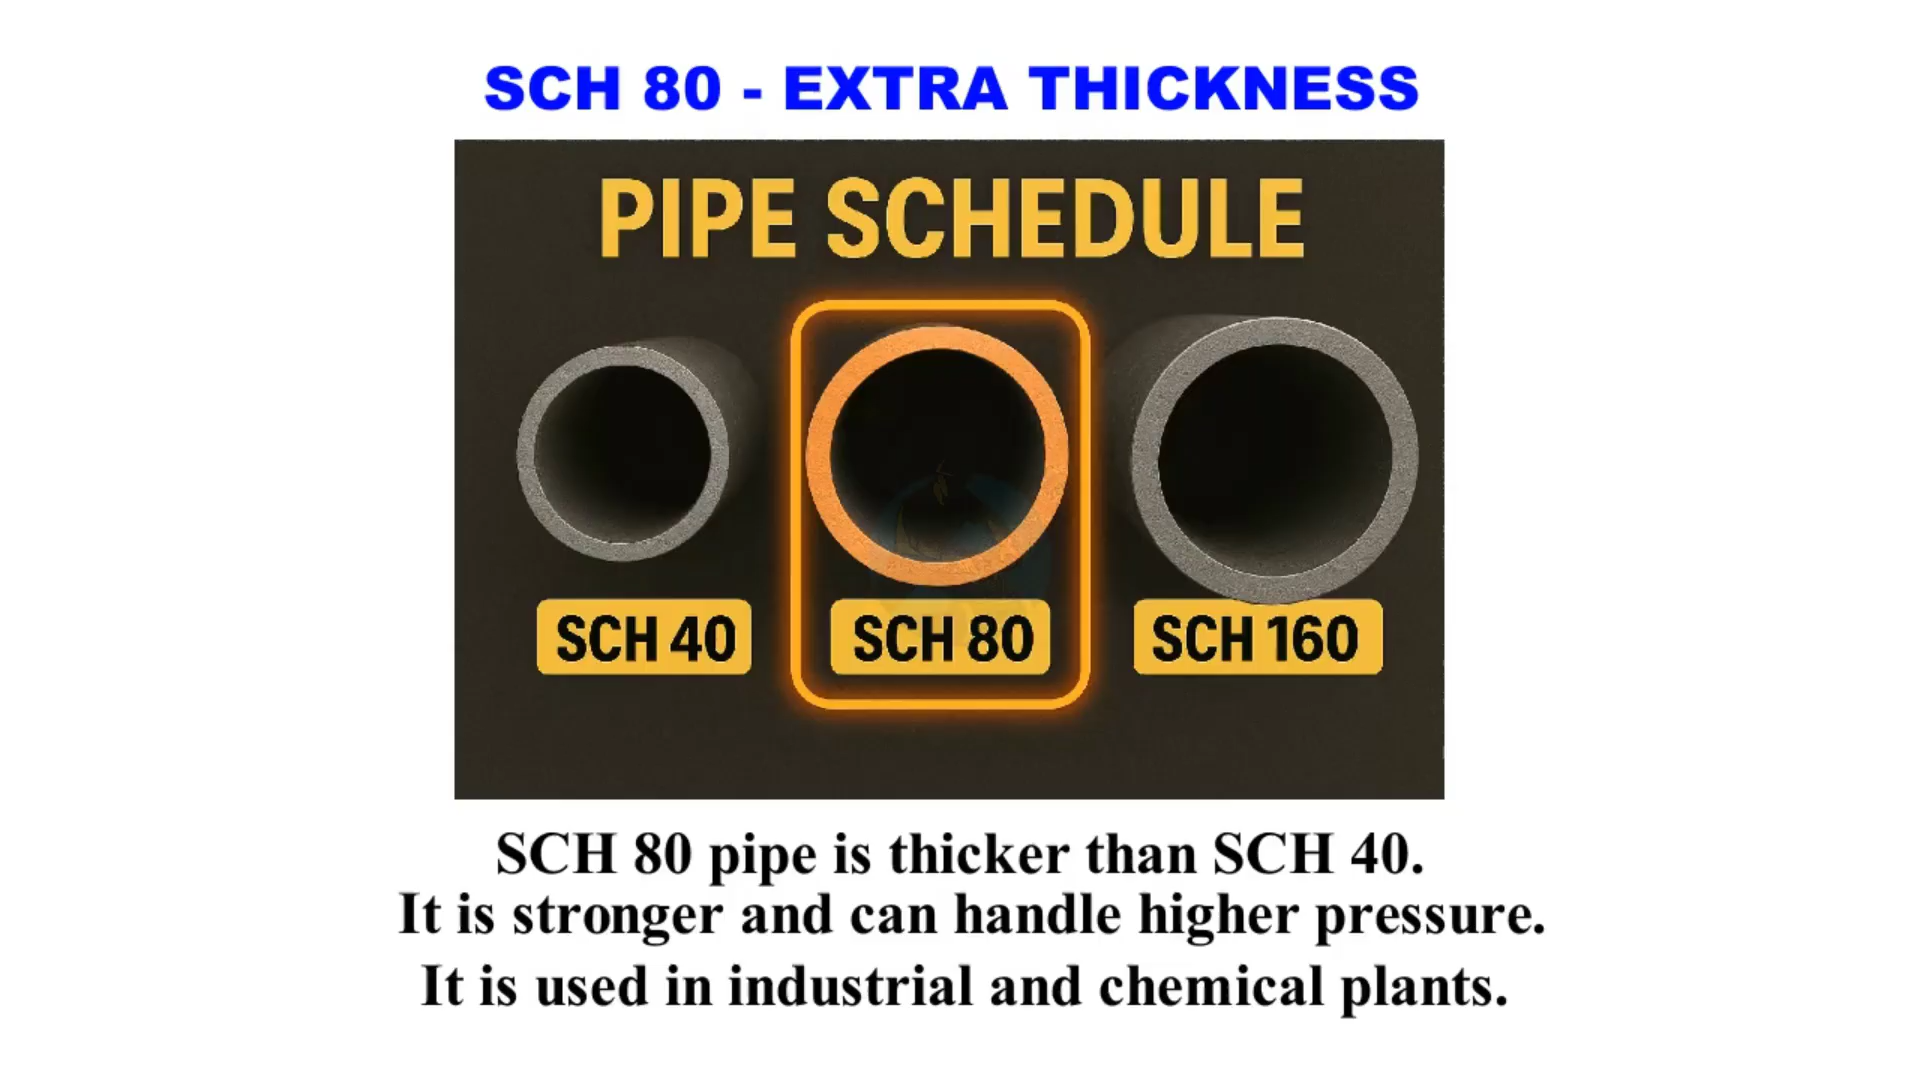 SCH 80 - EXTRA THICKNESS
PIPE SCHEDULE
SCH 40
SCH 80
SCH 160
SCH 80 pipe is thicker than SCH 40.
It is stronger and can handle higher pressure.
It is used in industrial and chemical plants.